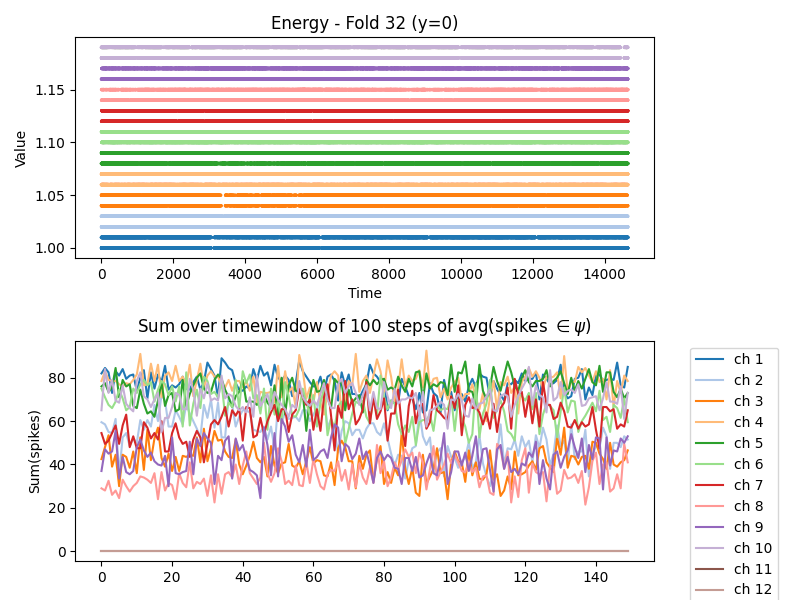 Energy - Fold 32 (y=0)
Value
1.15
1.10
1.05
1.00
0 2000 4000 6000 8000 10000 12000 14000
Time
Sum over timewindow of 100 steps of avg(spikes ∈ ψ)
Sum(spikes)
80
60
40
20
0
0 20 40 60 80 100 120 140
ch 1
ch 2
ch 3
ch 4
ch 5
ch 6
ch 7
ch 8
ch 9
ch 10
ch 11
ch 12